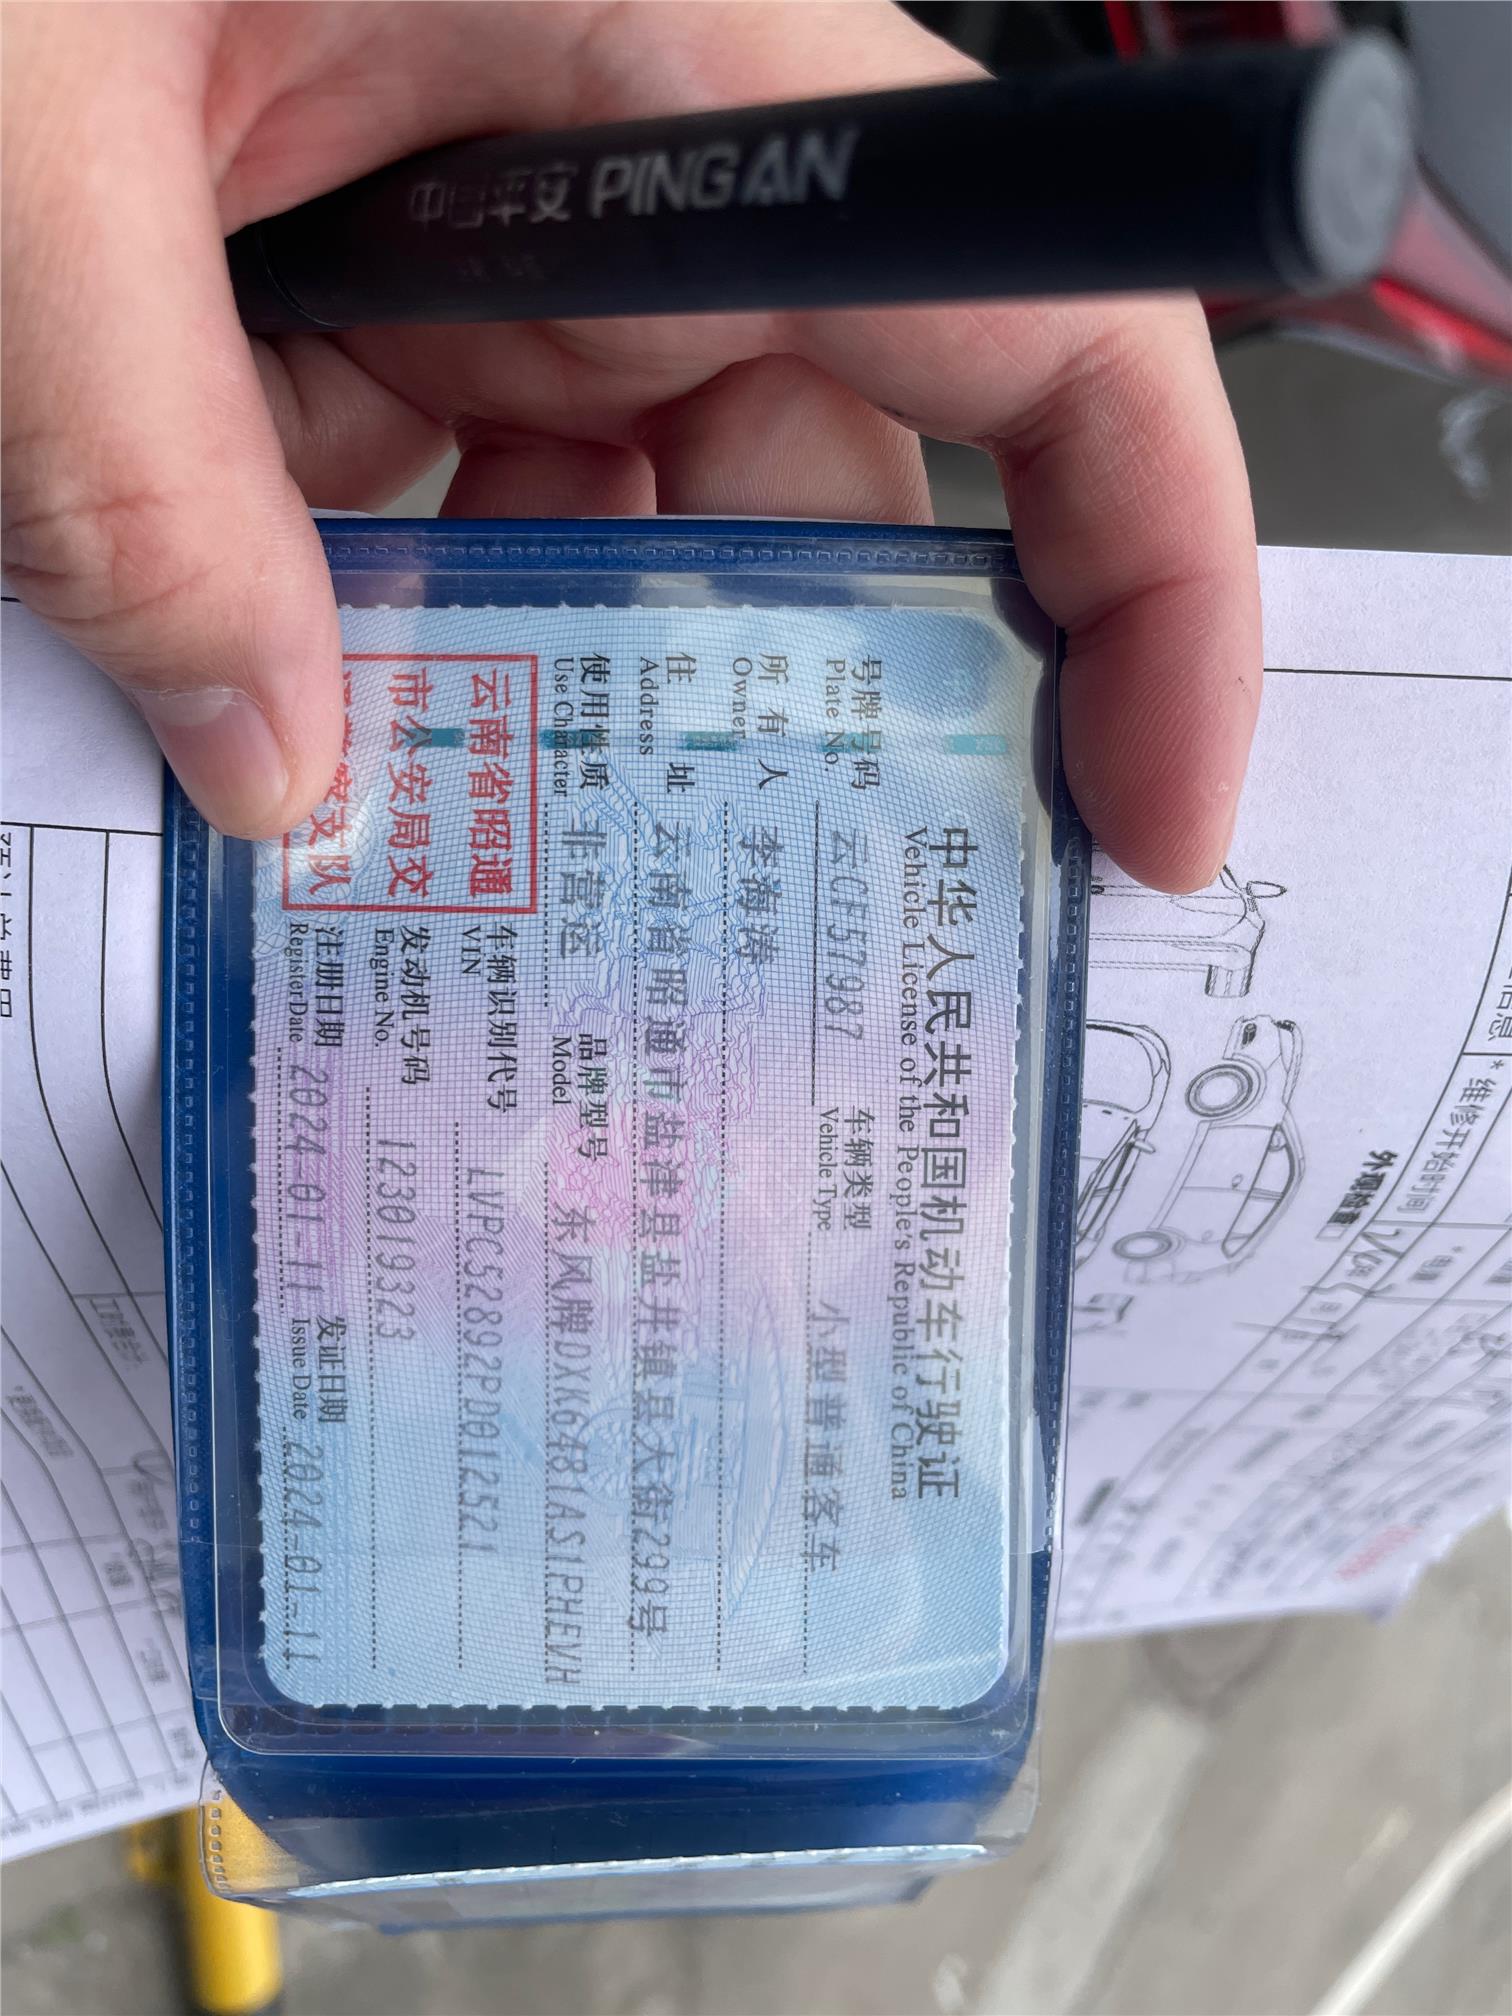 中国平安 PING AN
中华人民共和国机动车行驶证
Vehicle License of the People's Republic of China
号牌号码 云CF57987 车辆类型 小型普通客车
Plate No. Vehicle Type
所有人 李海涛
Owner
住址 云南省昭通市盐津县盐井镇县大街299号
Address
使用性质 非营运 品牌型号 东风牌DXK6481AS1PHEVH
Use Character Model
云南省昭通
市公安局交
警支队
车辆识别代号 LVPC52892PD012521
VIN
发动机号码 123019323
Engine No.
注册日期 2024-01-11 发证日期 2024-01-11
Register Date Issue Date
*维修开始时间
外观检查